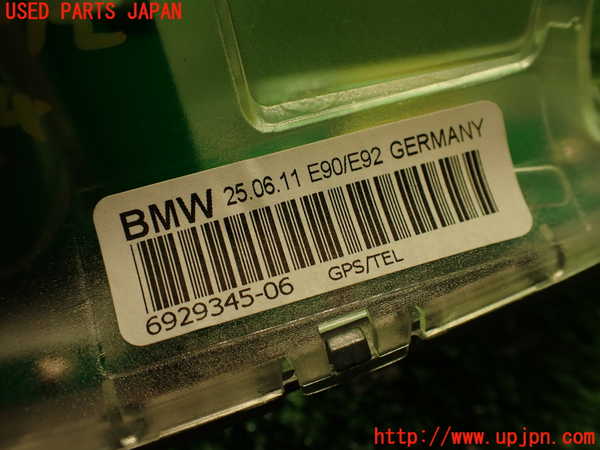 USED PARTS JAPAN
BMW 25.06.11 E90/E92 GERMANY
6929345-06 GPS/TEL
http://www.upjpn.com/